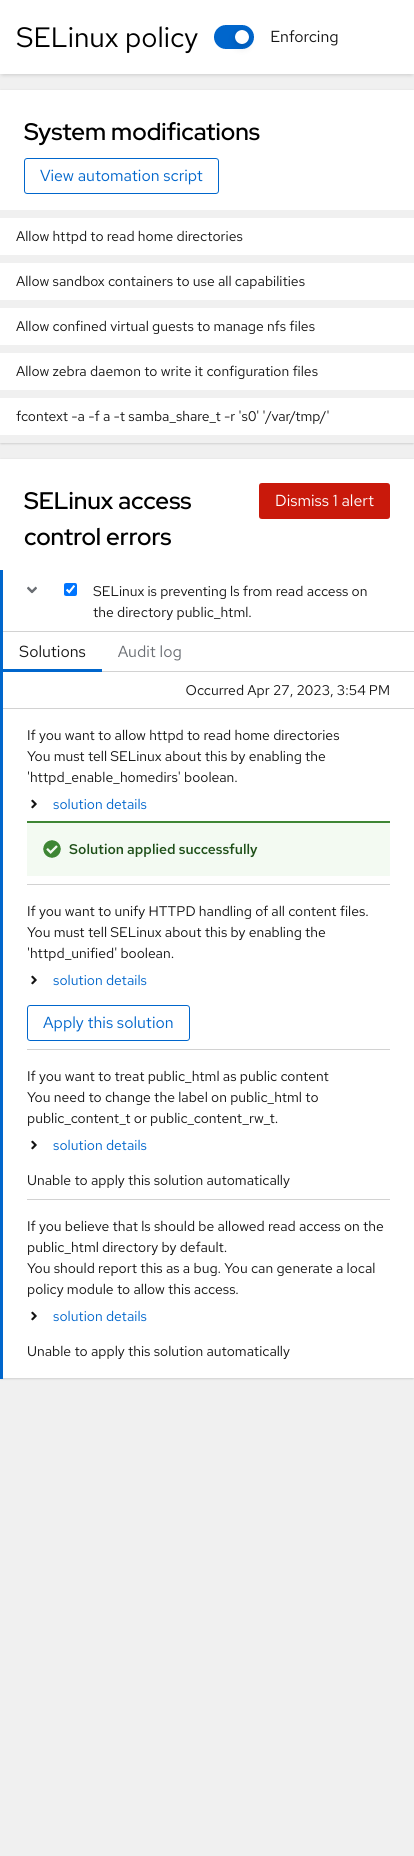 SELinux policy
Enforcing
System modifications
View automation script
Allow httpd to read home directories
Allow sandbox containers to use all capabilities
Allow confined virtual guests to manage nfs files
Allow zebra daemon to write it configuration files
fcontext -a -f a -t samba_share_t -r 's0' '/var/tmp/'
SELinux access
control errors
Dismiss 1 alert
SELinux is preventing ls from read access on
the directory public_html.
Solutions
Audit log
Occurred Apr 27, 2023, 3:54 PM
If you want to allow httpd to read home directories
You must tell SELinux about this by enabling the
'httpd_enable_homedirs' boolean.
solution details
Solution applied successfully
If you want to unify HTTPD handling of all content files.
You must tell SELinux about this by enabling the
'httpd_unified' boolean.
solution details
Apply this solution
If you want to treat public_html as public content
You need to change the label on public_html to
public_content_t or public_content_rw_t.
solution details
Unable to apply this solution automatically
If you believe that ls should be allowed read access on the
public_html directory by default.
You should report this as a bug. You can generate a local
policy module to allow this access.
solution details
Unable to apply this solution automatically